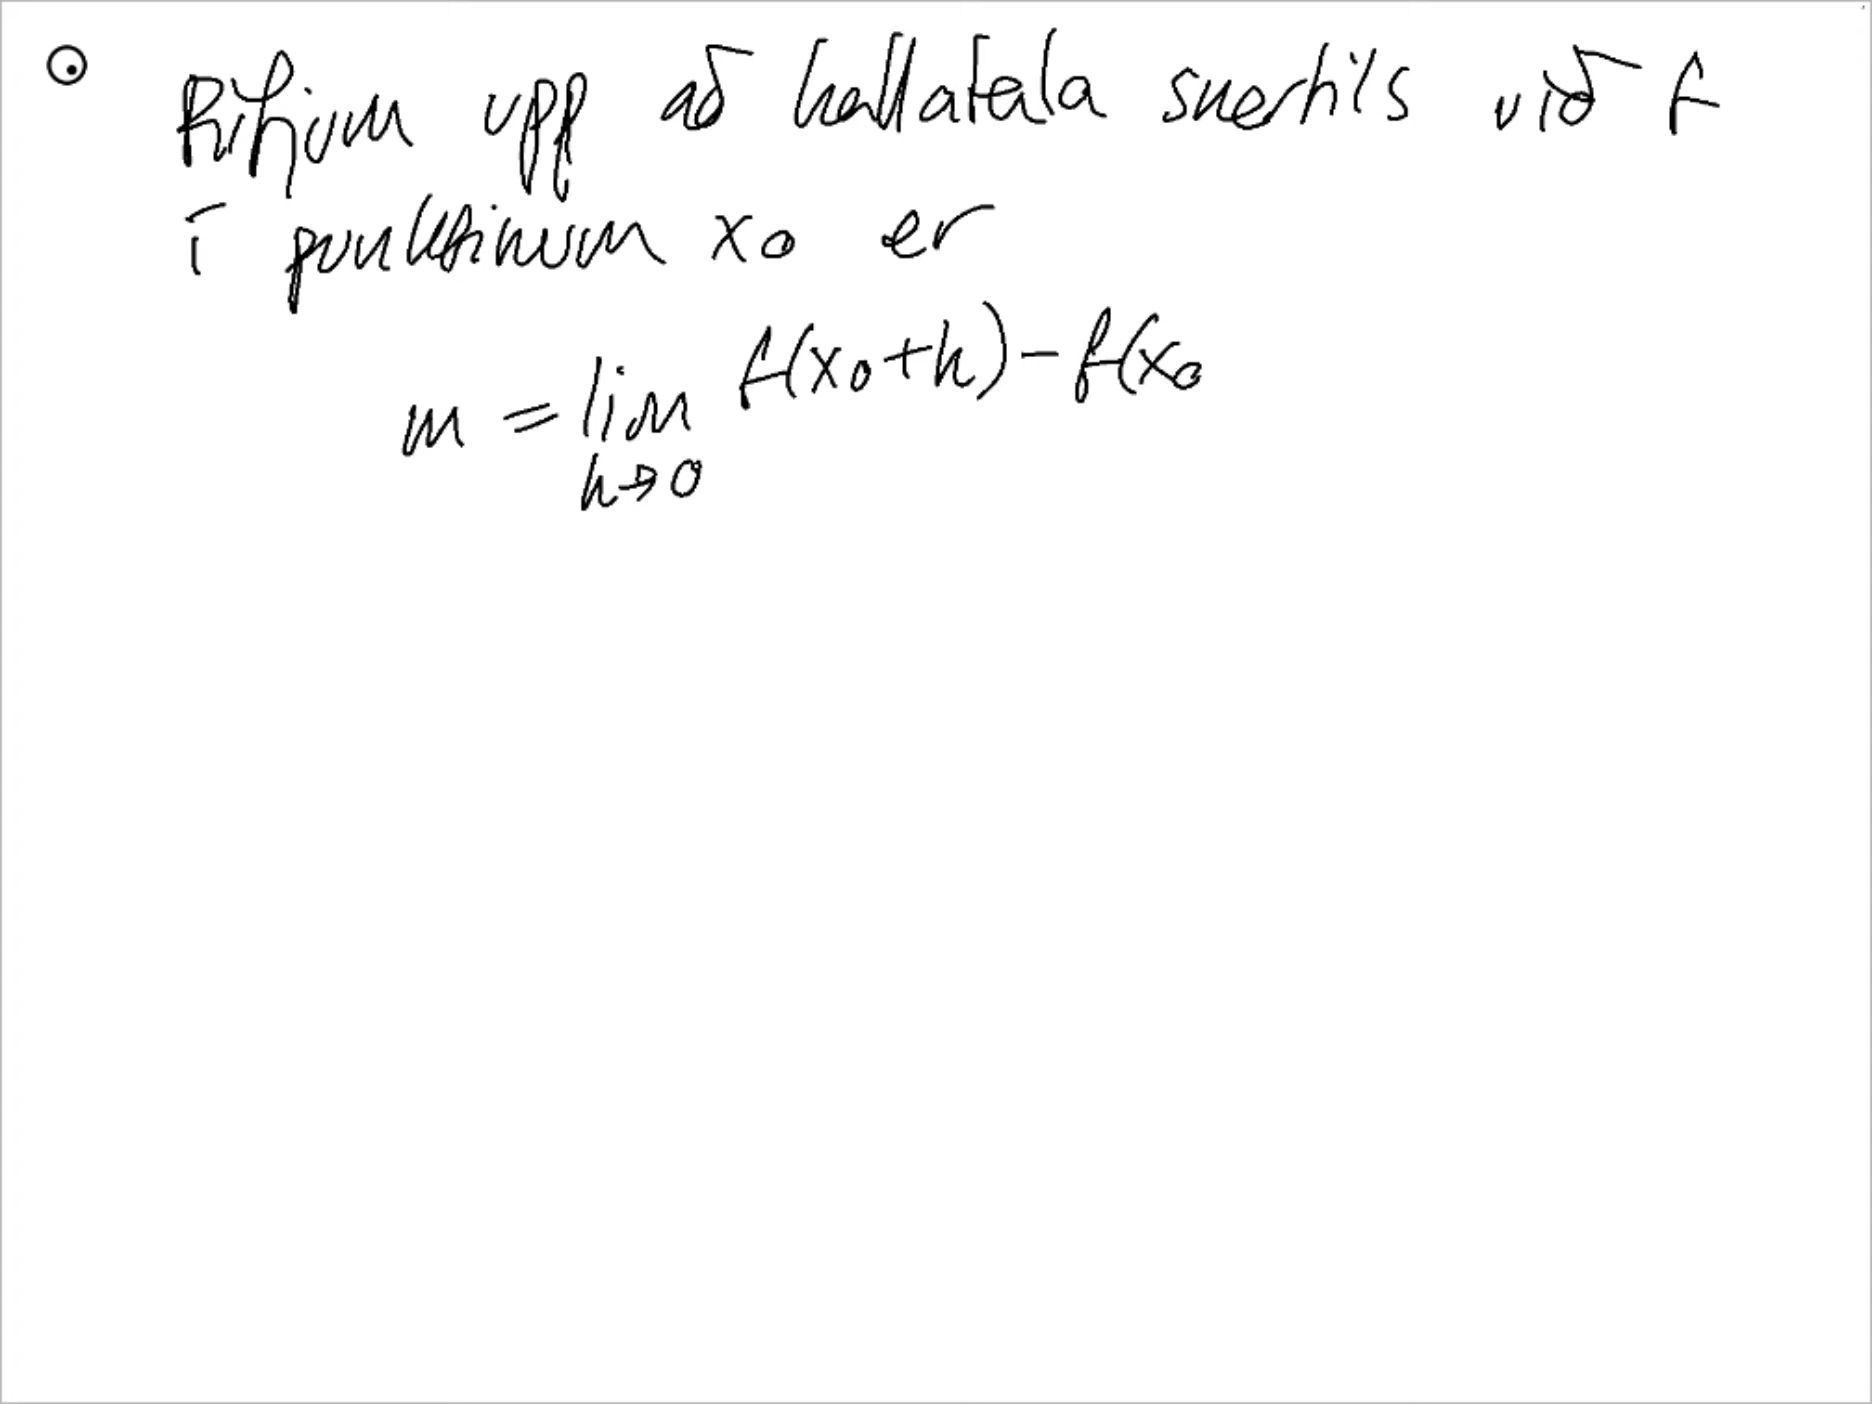 Rifjum upp að hallatala snertils við f
í punktinum x₀ er
m = lim f(x₀+h) - f(x₀
h→0